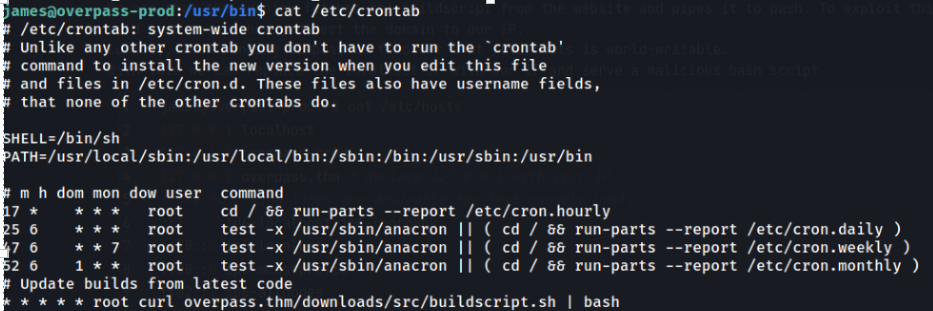 james@overpass-prod:/usr/bin$ cat /etc/crontab
# /etc/crontab: system-wide crontab
# Unlike any other crontab you don't have to run the `crontab'
# command to install the new version when you edit this file
# and files in /etc/cron.d. These files also have username fields,
# that none of the other crontabs do.
SHELL=/bin/sh
PATH=/usr/local/sbin:/usr/local/bin:/sbin:/bin:/usr/sbin:/usr/bin
# m h dom mon dow user  command
17 *    * * *   root    cd / && run-parts --report /etc/cron.hourly
25 6    * * *   root    test -x /usr/sbin/anacron || ( cd / && run-parts --report /etc/cron.daily )
47 6    * * 7   root    test -x /usr/sbin/anacron || ( cd / && run-parts --report /etc/cron.weekly )
52 6    1 * *   root    test -x /usr/sbin/anacron || ( cd / && run-parts --report /etc/cron.monthly )
# Update builds from latest code
* * * * * root curl overpass.thm/downloads/src/buildscript.sh | bash